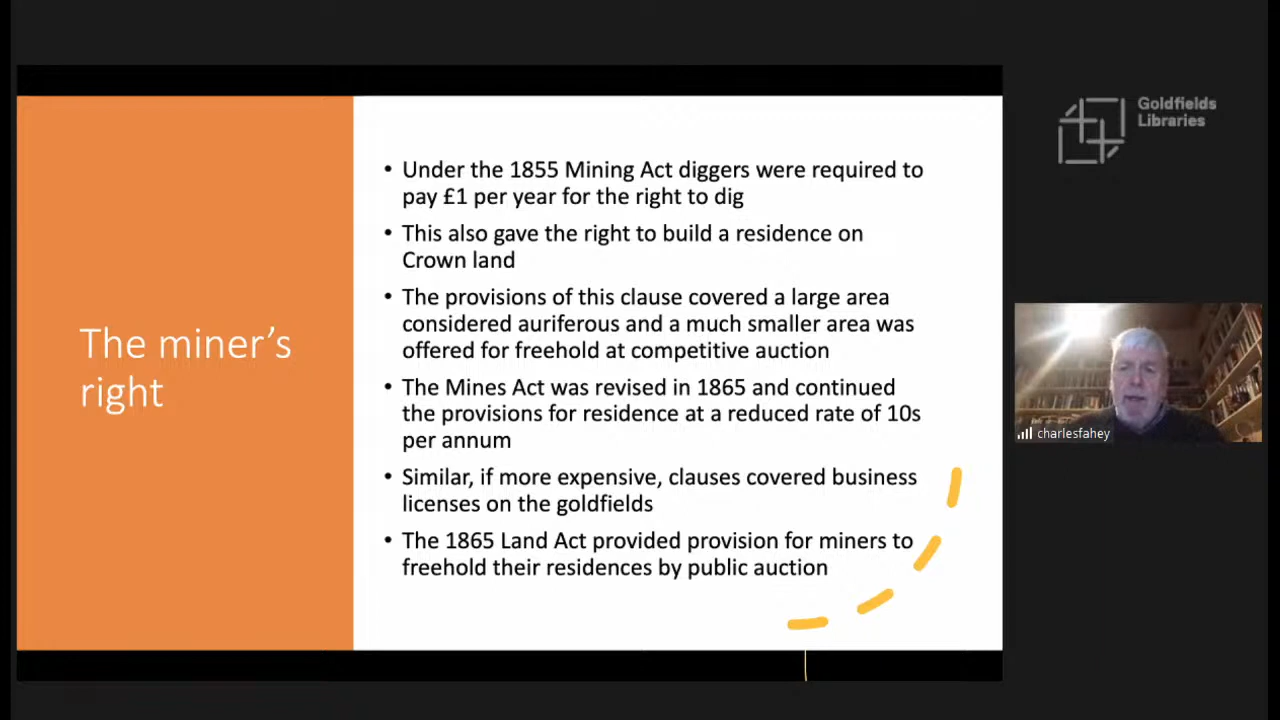 Goldfields
Libraries
The miner's
right
• Under the 1855 Mining Act diggers were required to
pay £1 per year for the right to dig
• This also gave the right to build a residence on
Crown land
• The provisions of this clause covered a large area
considered auriferous and a much smaller area was
offered for freehold at competitive auction
• The Mines Act was revised in 1865 and continued
the provisions for residence at a reduced rate of 10s
per annum
• Similar, if more expensive, clauses covered business
licenses on the goldfields
• The 1865 Land Act provided provision for miners to
freehold their residences by public auction
charlesfahey